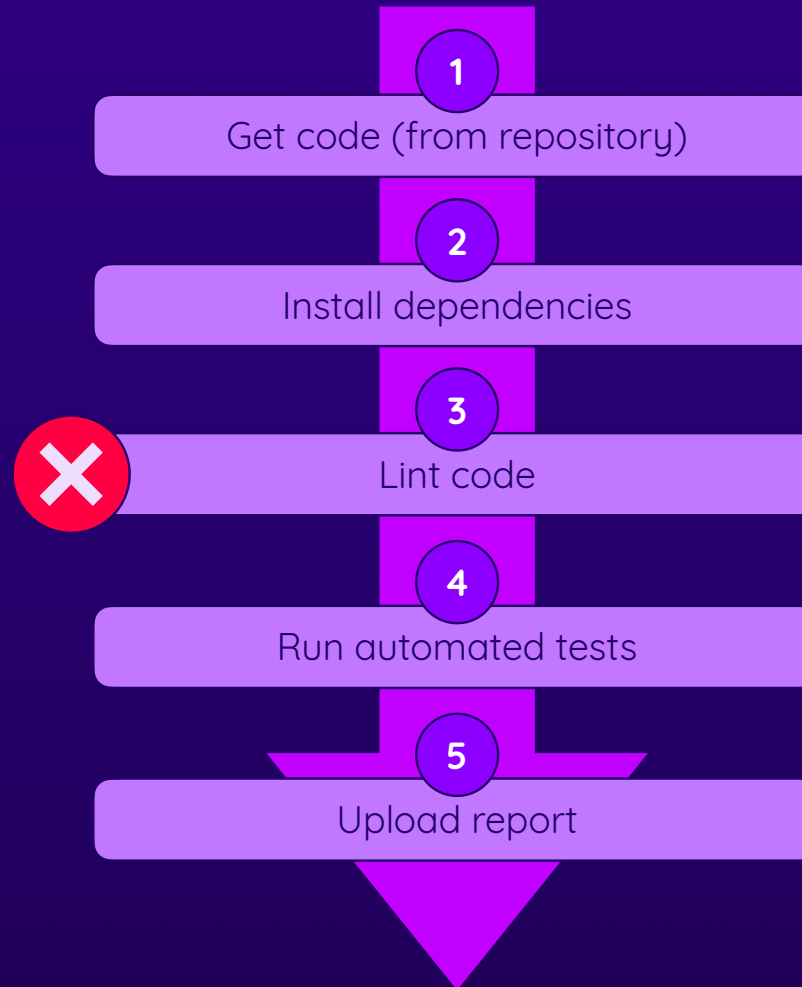 1
Get code (from repository)
2
Install dependencies
3
Lint code
4
Run automated tests
5
Upload report